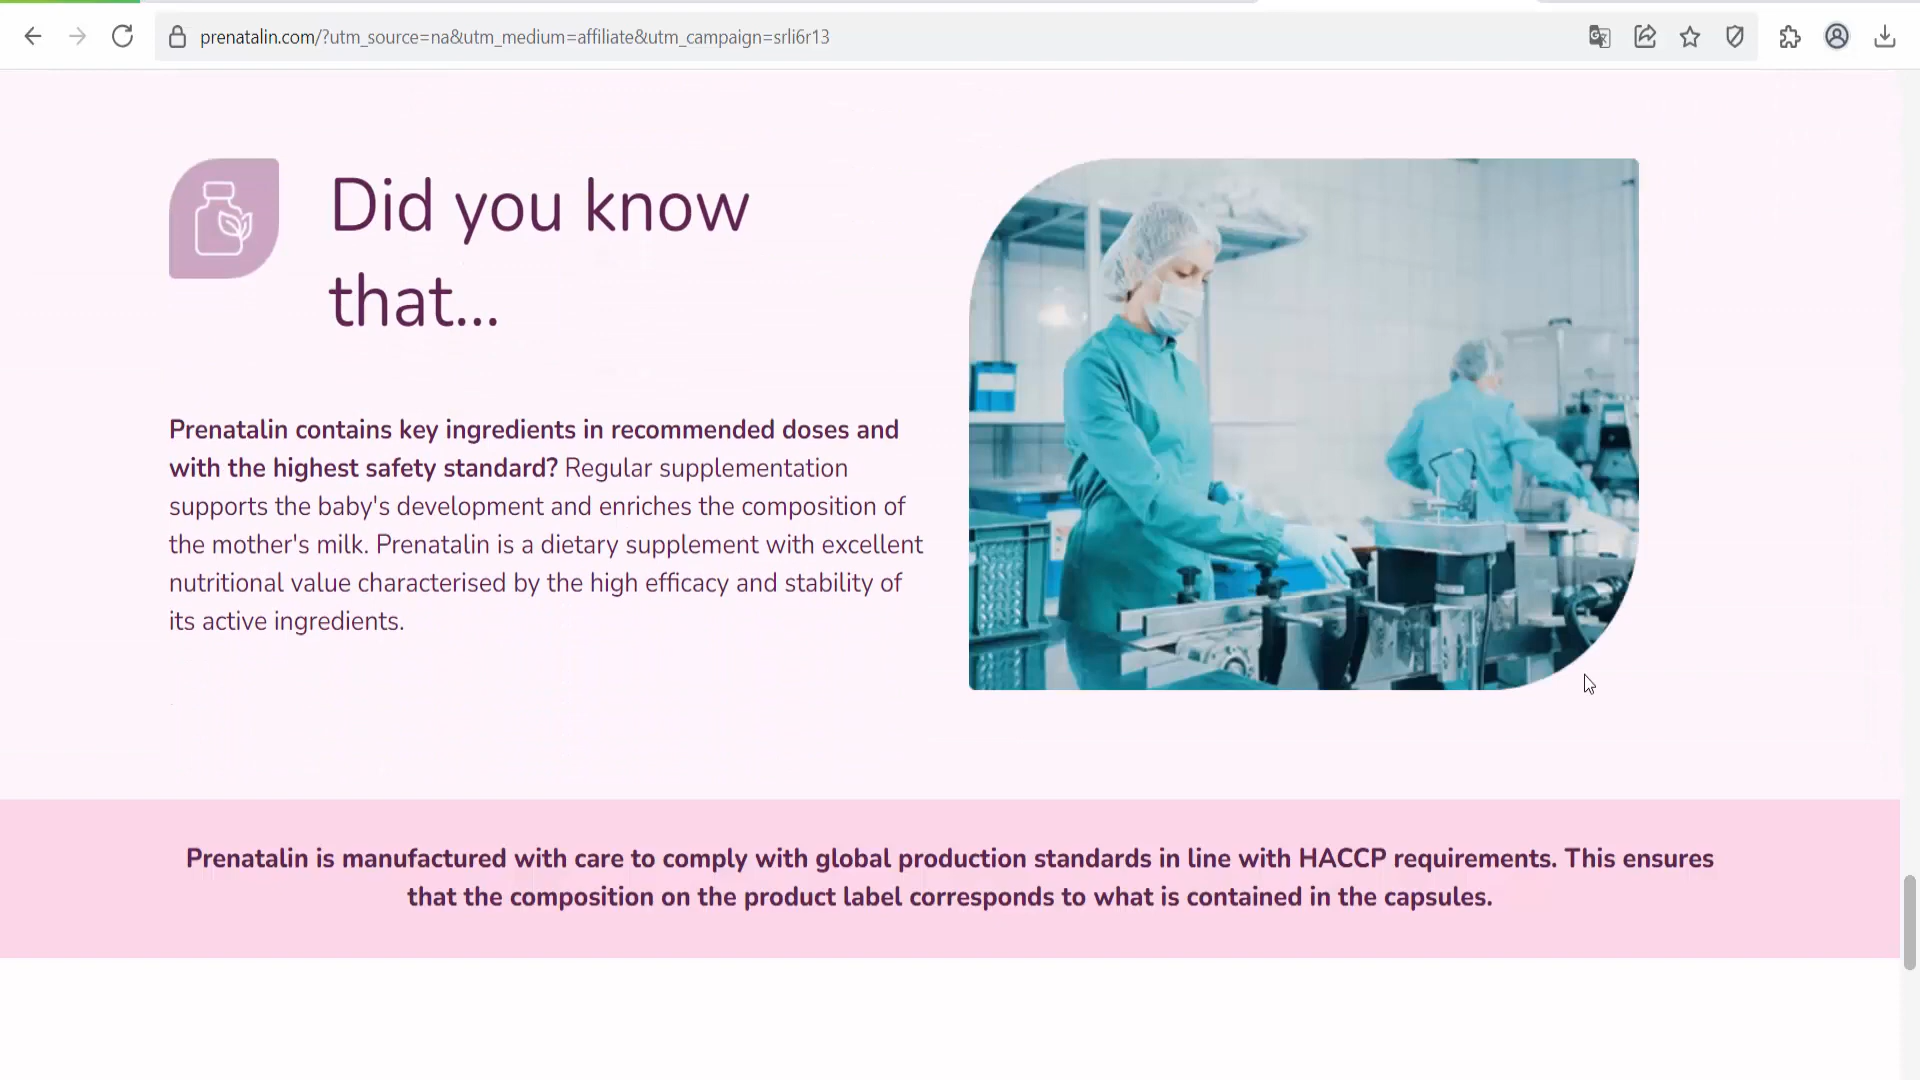 prenatalin.com/?utm_source=na&utm_medium=affiliate&utm_campaign=srli6r13
Did you know
that...
Prenatalin contains key ingredients in recommended doses and
with the highest safety standard? Regular supplementation
supports the baby's development and enriches the composition of
the mother's milk. Prenatalin is a dietary supplement with excellent
nutritional value characterised by the high efficacy and stability of
its active ingredients.
Prenatalin is manufactured with care to comply with global production standards in line with HACCP requirements. This ensures
that the composition on the product label corresponds to what is contained in the capsules.